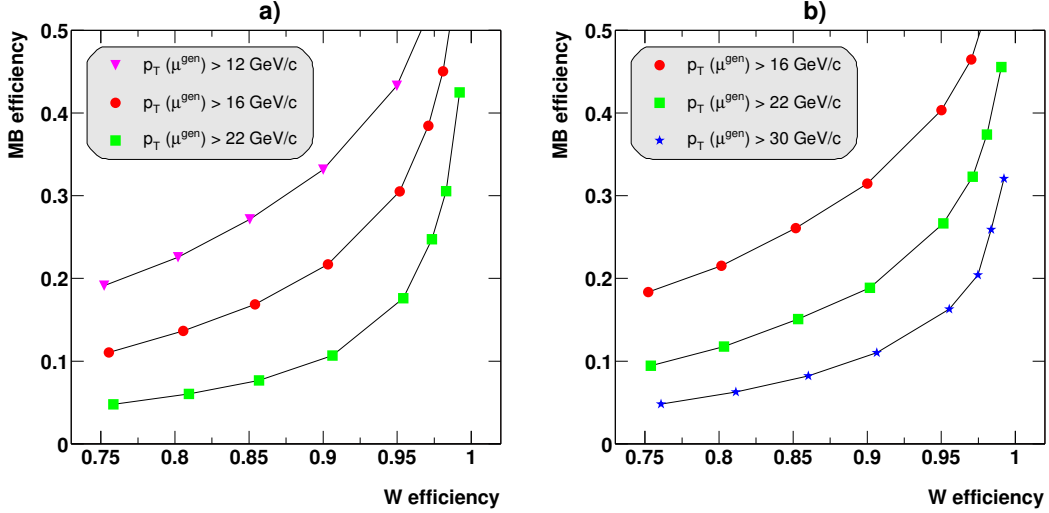 a)
MB efficiency
0.5
0.4
0.3
0.2
0.1
0
p_T (μ^gen) > 12 GeV/c
p_T (μ^gen) > 16 GeV/c
p_T (μ^gen) > 22 GeV/c
0.75 0.8 0.85 0.9 0.95 1
W efficiency
b)
MB efficiency
0.5
0.4
0.3
0.2
0.1
0
p_T (μ^gen) > 16 GeV/c
p_T (μ^gen) > 22 GeV/c
p_T (μ^gen) > 30 GeV/c
0.75 0.8 0.85 0.9 0.95 1
W efficiency